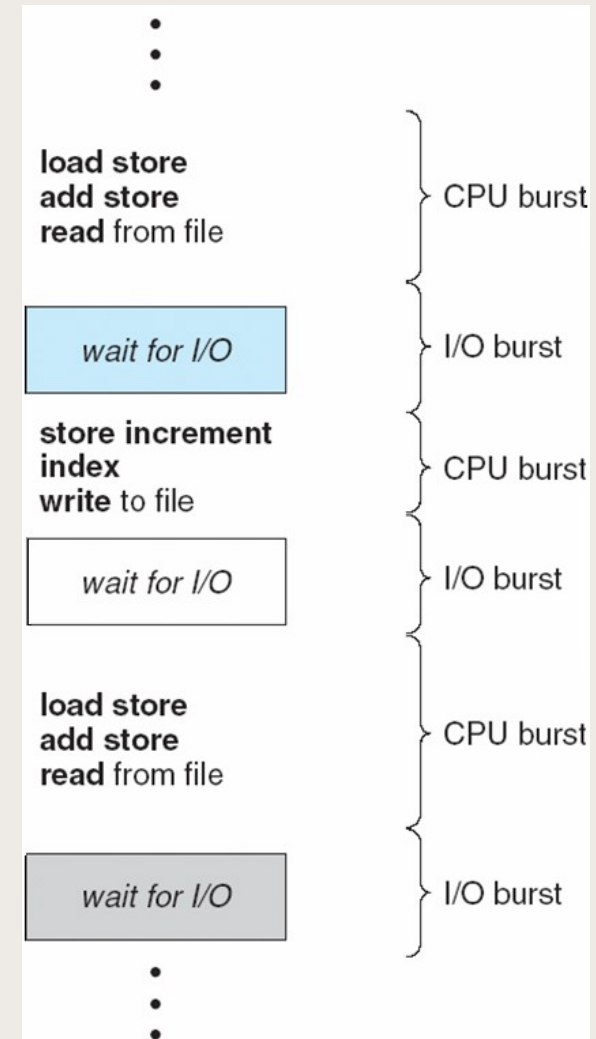 load store
add store
read from file
CPU burst
wait for I/O
I/O burst
store increment
index
write to file
CPU burst
wait for I/O
I/O burst
load store
add store
read from file
CPU burst
wait for I/O
I/O burst